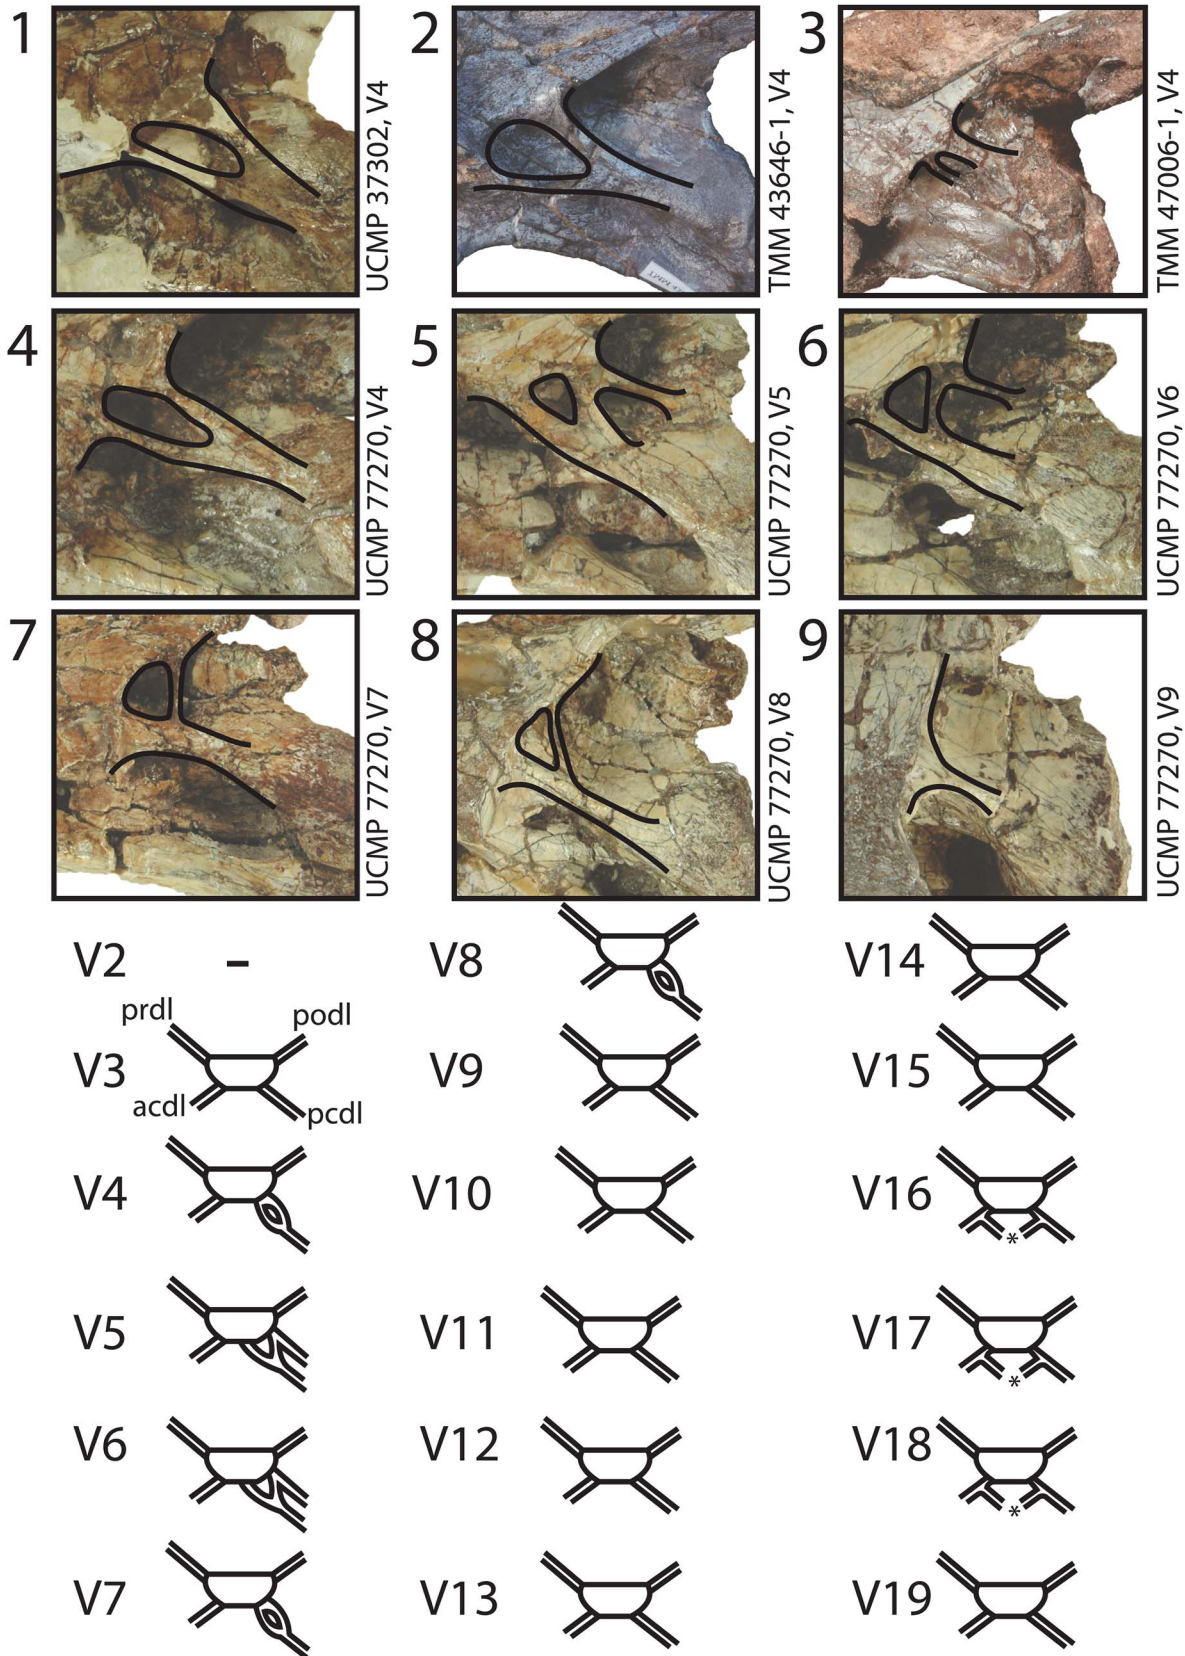 1
UCMP 37302, V4
2
TMM 43646-1, V4
3
TMM 47006-1, V4
4
UCMP 77270, V4
5
UCMP 77270, V5
6
UCMP 77270, V6
7
UCMP 77270, V7
8
UCMP 77270, V8
9
UCMP 77270, V9
V2 -
prdl podl
V3
acdl pcdl
V4
V5
V6
V7
V8
V9
V10
V11
V12
V13
V14
V15
V16
*
V17
*
V18
*
V19